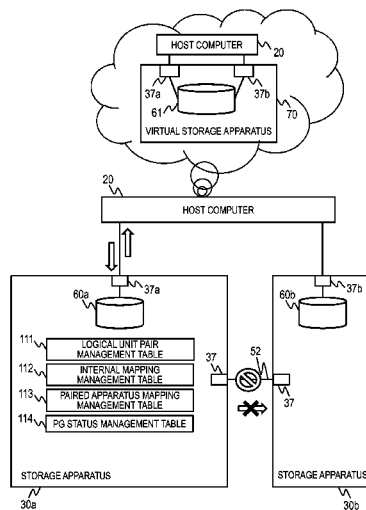 HOST COMPUTER
20
37a
37b
61
70
VIRTUAL STORAGE APPARATUS
20
HOST COMPUTER
37a
37b
60a
60b
111
LOGICAL UNIT PAIR MANAGEMENT TABLE
112
INTERNAL MAPPING MANAGEMENT TABLE
113
PAIRED APPARATUS MAPPING MANAGEMENT TABLE
114
PG STATUS MANAGEMENT TABLE
37
52
37
STORAGE APPARATUS
STORAGE APPARATUS
30a
30b